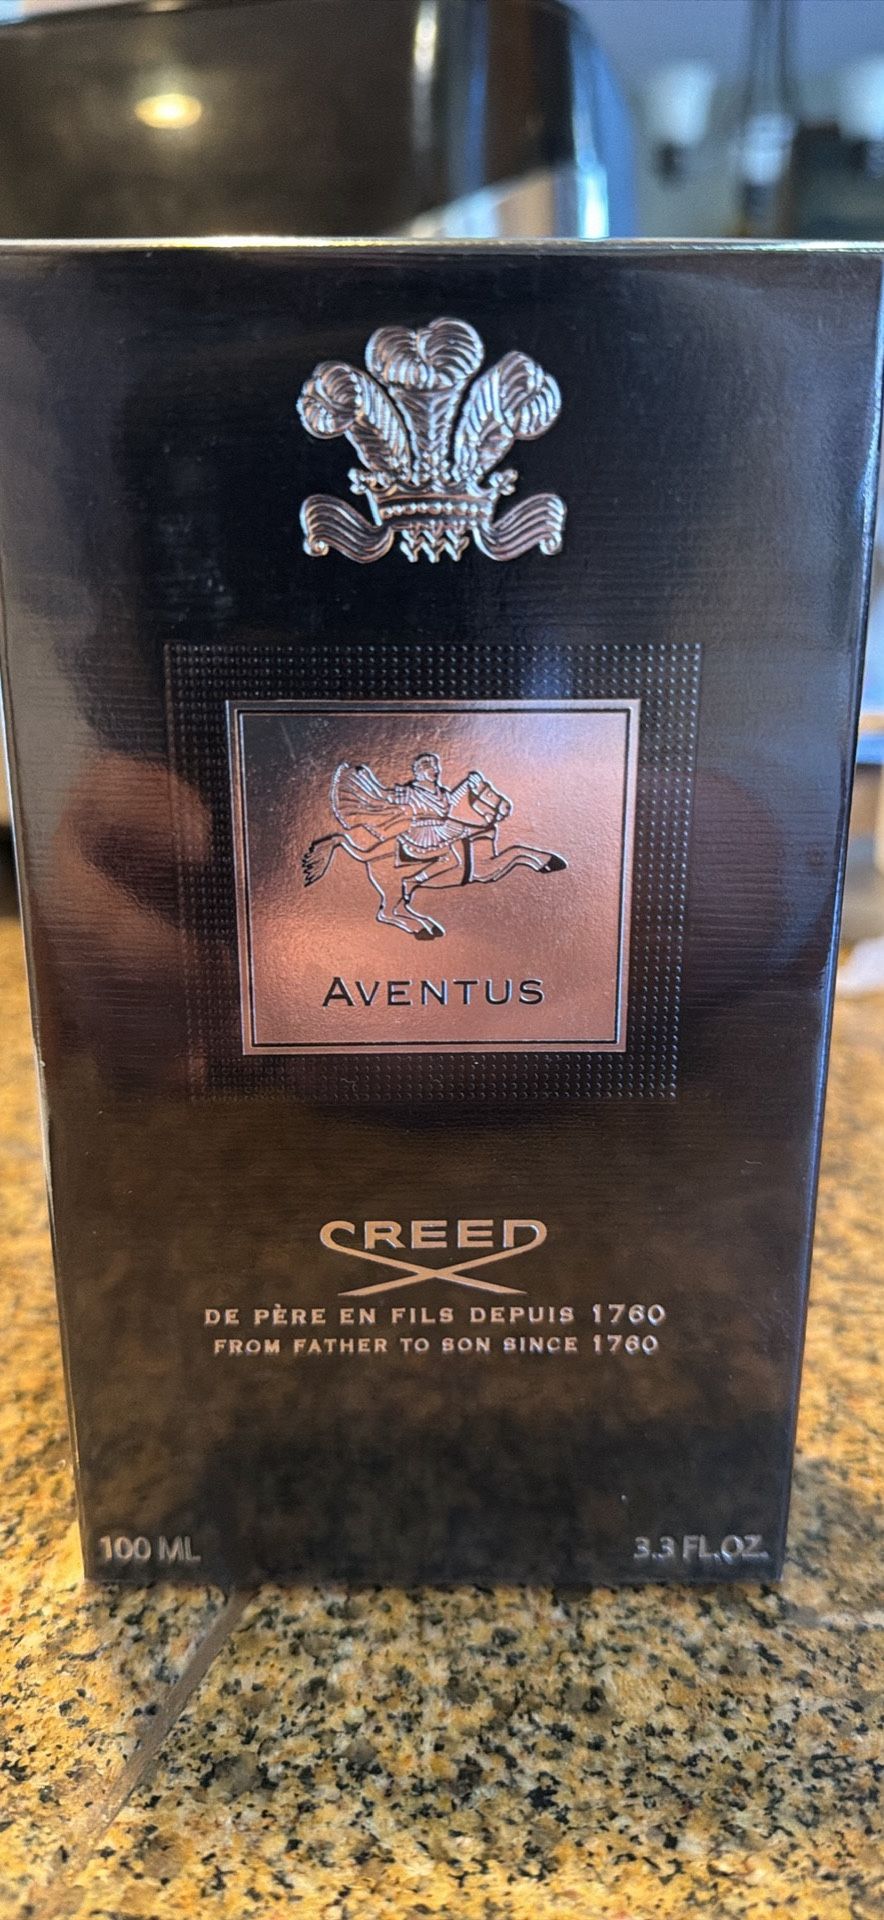 AVENTUS
CREED
DE PÈRE EN FILS DEPUIS 1760
FROM FATHER TO SON SINCE 1760
100 ML
3.3 FL.OZ.